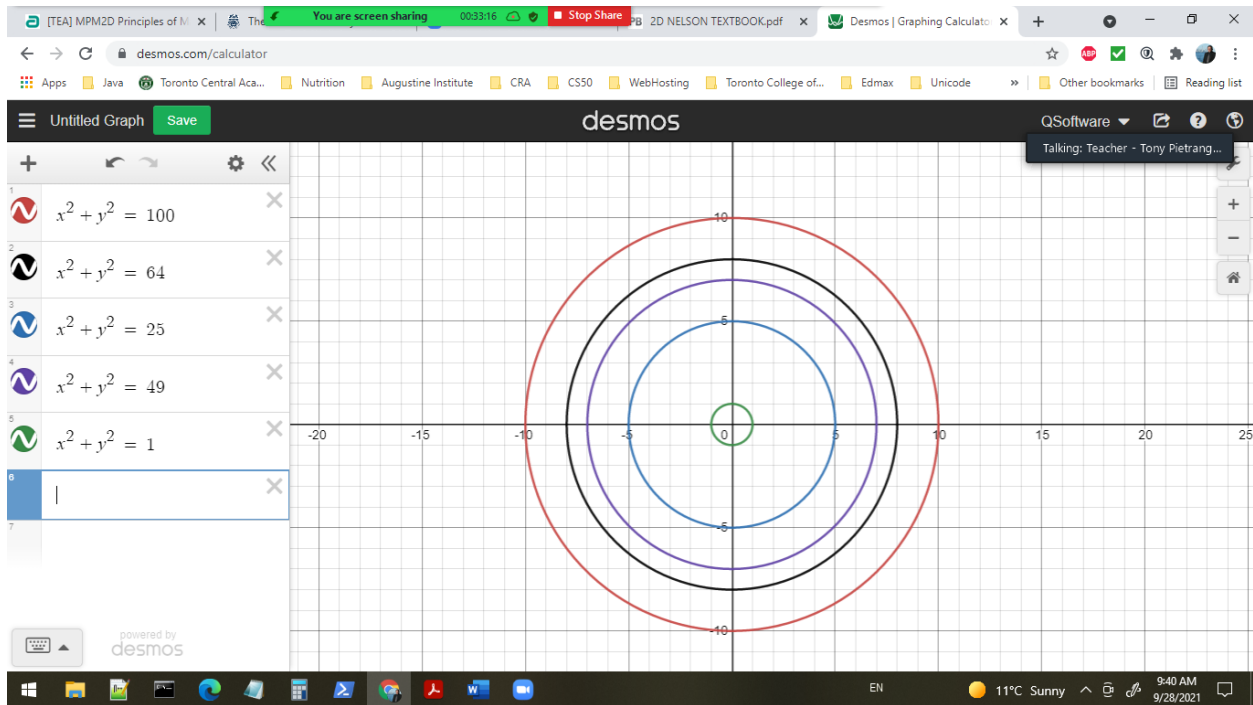 [TEA] MPM2D Principles of M
The
You are screen sharing
00:33:16
Stop Share
2D NELSON TEXTBOOK.pdf
Desmos | Graphing Calculato
desmos.com/calculator
ABP
Apps
Java
Toronto Central Aca...
Nutrition
Augustine Institute
CRA
CS50
WebHosting
Toronto College of...
Edmax
Unicode
»
Other bookmarks
Reading list
Untitled Graph
Save
desmos
QSoftware
Talking: Teacher - Tony Pietrang...
1
x² + y² = 100
2
x² + y² = 64
3
x² + y² = 25
4
x² + y² = 49
5
x² + y² = 1
6
7
10
5
-20 -15 -10 -5 0 5 10 15 20 25
-5
-10
powered by
desmos
EN
11°C Sunny
9:40 AM
9/28/2021